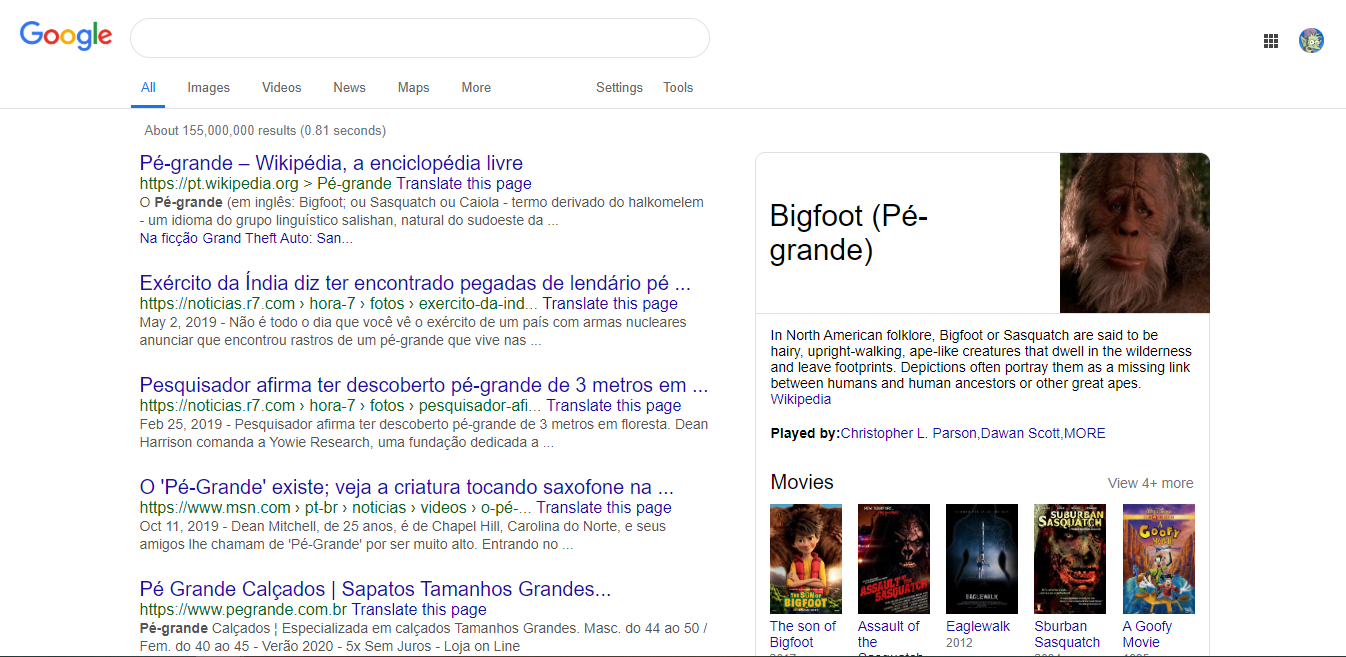 Google
All Images Videos News Maps More Settings Tools
About 155,000,000 results (0.81 seconds)
Pé-grande – Wikipédia, a enciclopédia livre
https://pt.wikipedia.org > Pé-grande Translate this page
O Pé-grande (em inglês: Bigfoot; ou Sasquatch ou Caiola - termo derivado do halkomelem
- um idioma do grupo linguístico salishan, natural do sudoeste da ...
Na ficção Grand Theft Auto: San...
Exército da Índia diz ter encontrado pegadas de lendário pé ...
https://noticias.r7.com › hora-7 › fotos › exercito-da-ind... Translate this page
May 2, 2019 - Não é todo o dia que você vê o exército de um país com armas nucleares
anunciar que encontrou rastros de um pé-grande que vive nas ...
Pesquisador afirma ter descoberto pé-grande de 3 metros em ...
https://noticias.r7.com › hora-7 › fotos › pesquisador-afi... Translate this page
Feb 25, 2019 - Pesquisador afirma ter descoberto pé-grande de 3 metros em floresta. Dean
Harrison comanda a Yowie Research, uma fundação dedicada a ...
O 'Pé-Grande' existe; veja a criatura tocando saxofone na ...
https://www.msn.com › pt-br › noticias › videos › o-pé-... Translate this page
Oct 11, 2019 - Dean Mitchell, de 25 anos, é de Chapel Hill, Carolina do Norte, e seus
amigos lhe chamam de 'Pé-Grande' por ser muito alto. Entrando no ...
Pé Grande Calçados | Sapatos Tamanhos Grandes...
https://www.pegrande.com.br Translate this page
Pé-grande Calçados ¦ Especializada em calçados Tamanhos Grandes. Masc. do 44 ao 50 /
Fem. do 40 ao 45 - Verão 2020 - 5x Sem Juros - Loja on Line
Bigfoot (Pé-
grande)
In North American folklore, Bigfoot or Sasquatch are said to be
hairy, upright-walking, ape-like creatures that dwell in the wilderness
and leave footprints. Depictions often portray them as a missing link
between humans and human ancestors or other great apes.
Wikipedia
Played by:Christopher L. Parson,Dawan Scott,MORE
Movies View 4+ more
THE SON OF
BIGFOOT
ASSAULT OF THE
SASQUATCH
EAGLEWALK
SUBURBAN
SASQUATCH
A
GOOFY
MOVIE
The son of
Bigfoot
Assault of
the
Sasquatch
Eaglewalk
2012
Sburban
Sasquatch
A Goofy
Movie